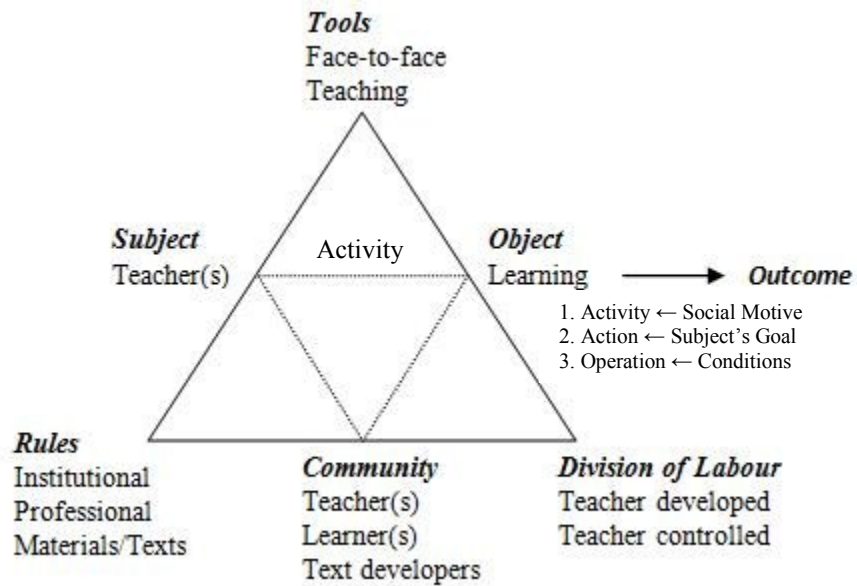 Tools
Face-to-face
Teaching
Subject
Teacher(s)
Activity
Object
Learning
Outcome
1. Activity ← Social Motive
2. Action ← Subject's Goal
3. Operation ← Conditions
Rules
Institutional
Professional
Materials/Texts
Community
Teacher(s)
Learner(s)
Text developers
Division of Labour
Teacher developed
Teacher controlled